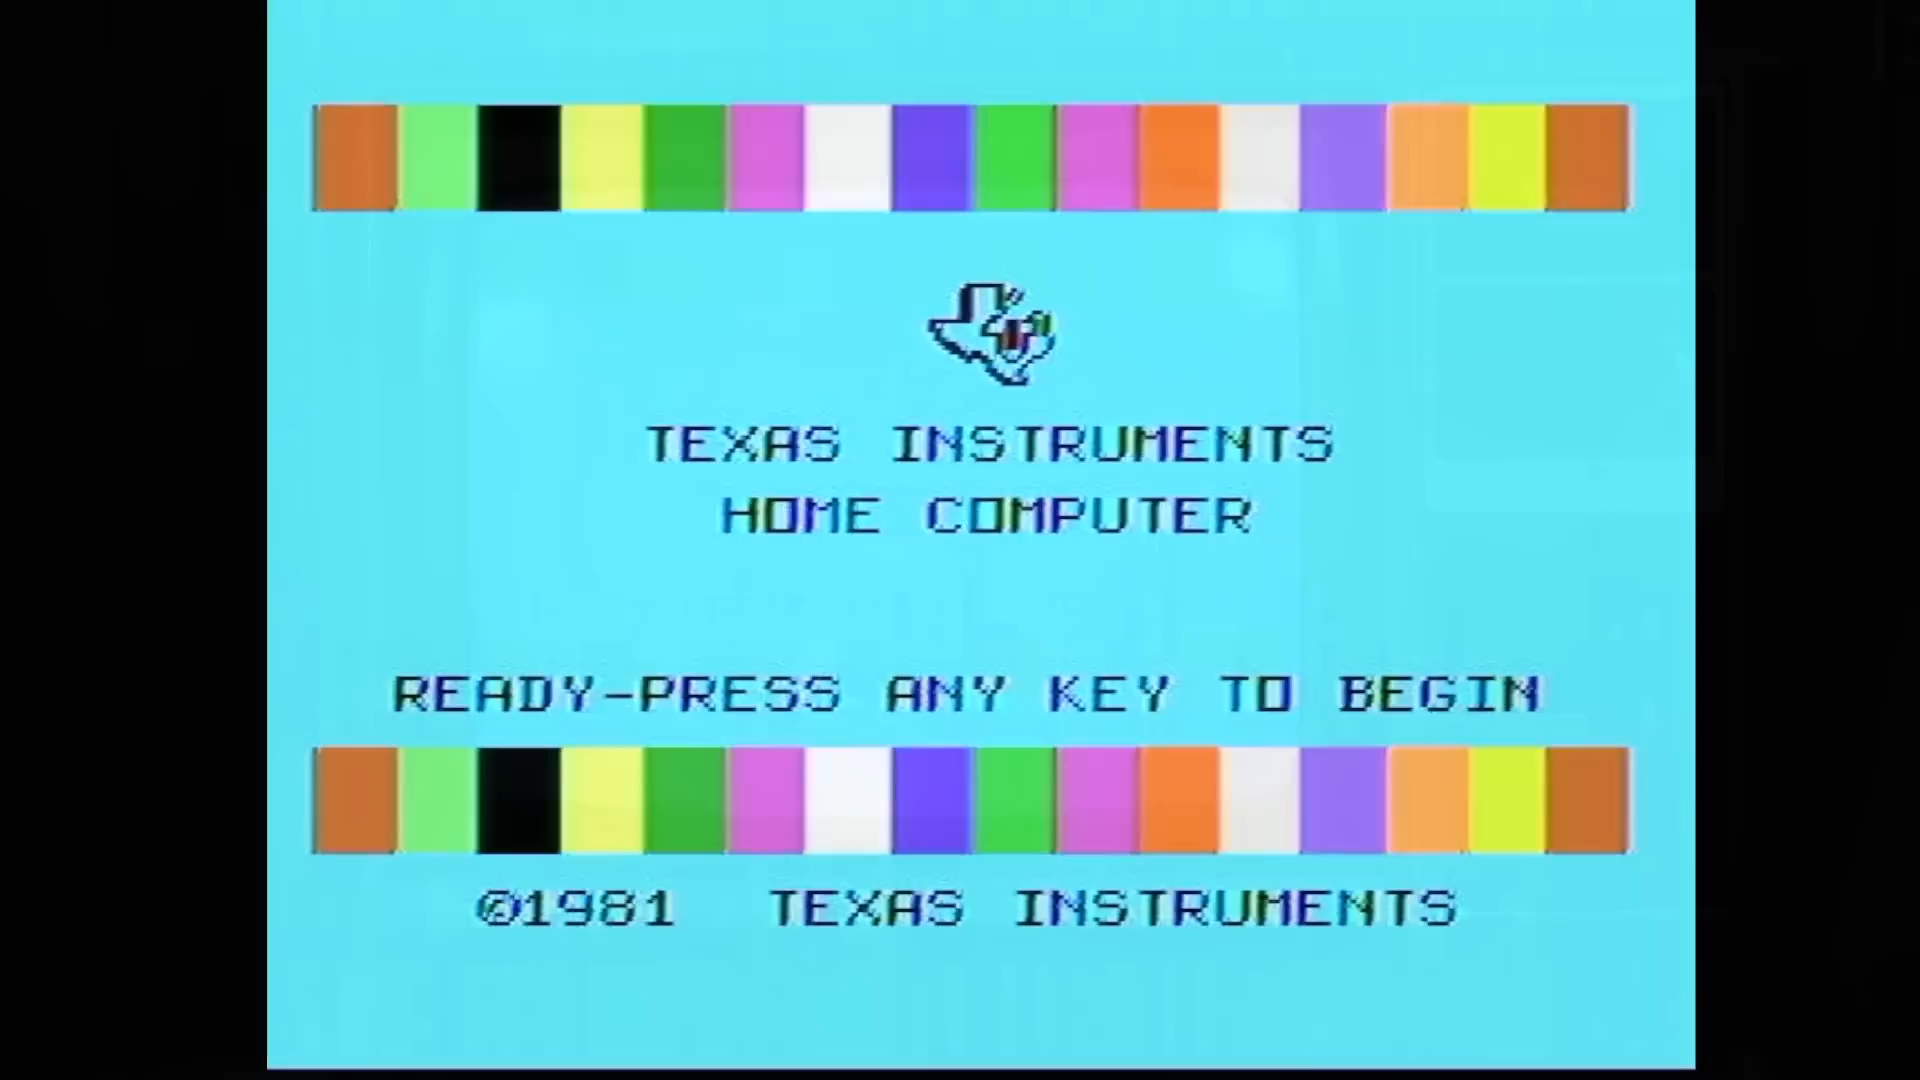 TEXAS INSTRUMENTS
HOME COMPUTER
READY-PRESS ANY KEY TO BEGIN
©1981 TEXAS INSTRUMENTS